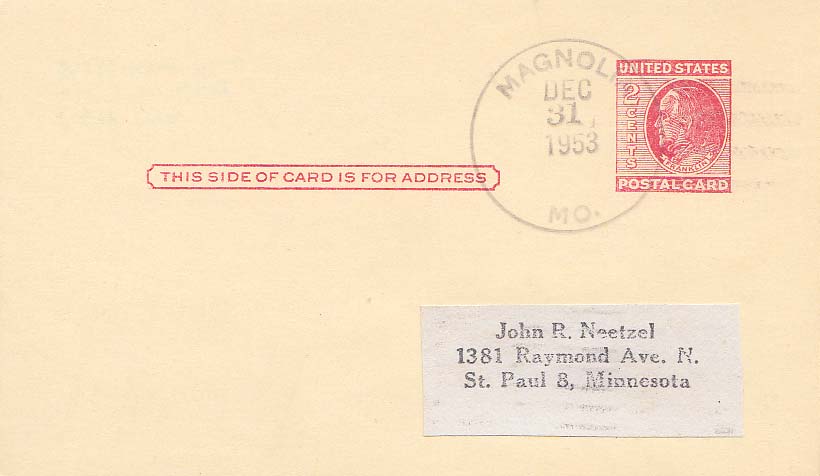 MAGNOLI
DEC
31,
1953
MO.
UNITED STATES
2 CENTS
FRANKLIN
POSTAL CARD
THIS SIDE OF CARD IS FOR ADDRESS
John R. Neetzel
1381 Raymond Ave. N.
St. Paul 8, Minnesota